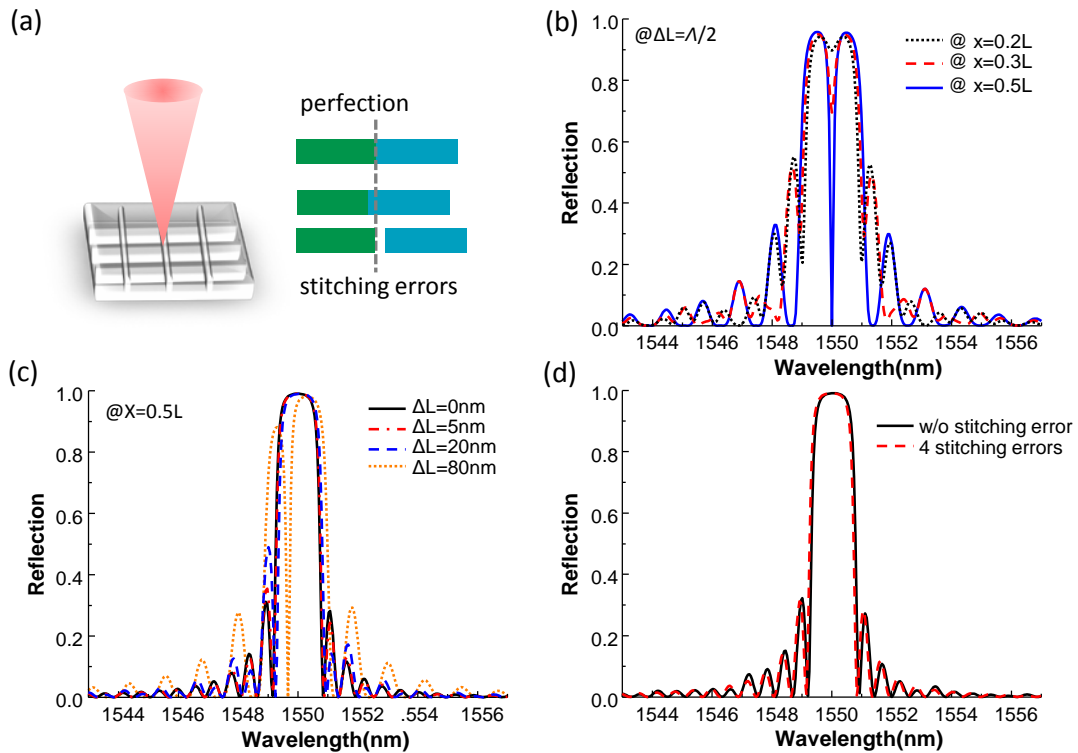 (a)
perfection
stitching errors
(b)
@ΔL=Λ/2
@ x=0.2L
@ x=0.3L
@ x=0.5L
Reflection
1.0
0.8
0.6
0.4
0.2
0.0
1544 1546 1548 1550 1552 1554 1556
Wavelength(nm)
(c)
@X=0.5L
ΔL=0nm
ΔL=5nm
ΔL=20nm
ΔL=80nm
Reflection
1.0
0.8
0.6
0.4
0.2
0.0
1544 1546 1548 1550 1552 .554 1556
Wavelength(nm)
(d)
w/o stitching error
4 stitching errors
Reflection
1.0
0.8
0.6
0.4
0.2
0.0
1544 1546 1548 1550 1552 1554 1556
Wavelength(nm)